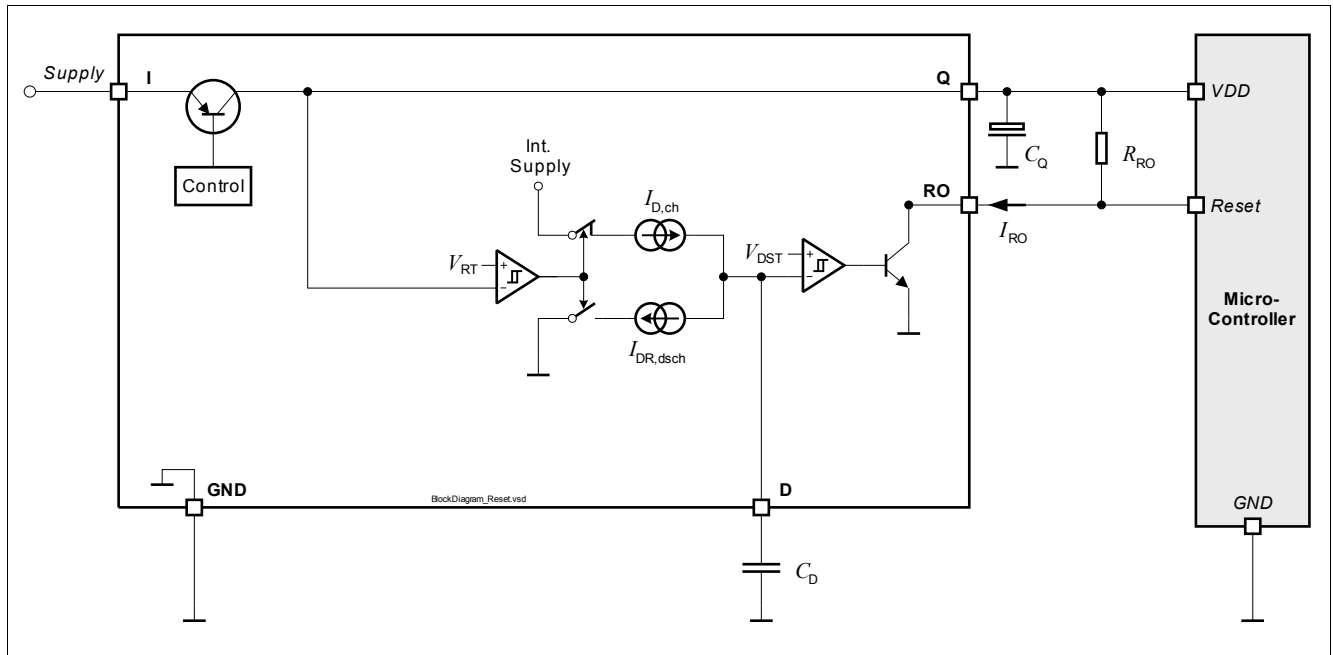 Supply
I
Q
VDD
Control
Int.
Supply
C_Q
R_RO
RO
I_D,ch
Reset
I_RO
V_RT
+
−
V_DST
+
−
Micro-
Controller
I_DR,dsch
GND
BlockDiagram_Reset.vsd
D
GND
C_D